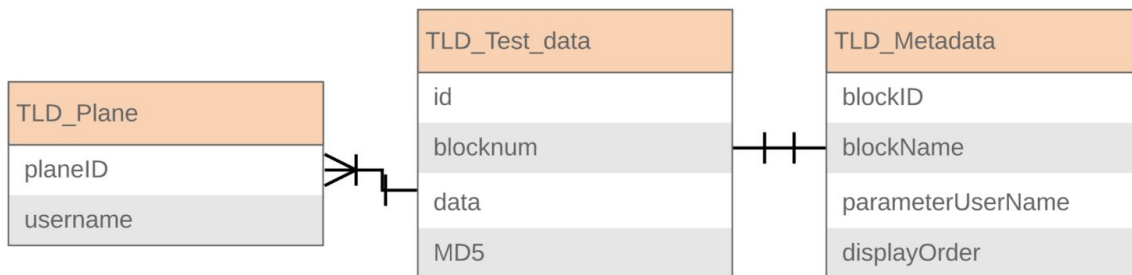 TLD_Plane
planeID
username
TLD_Test_data
id
blocknum
data
MD5
TLD_Metadata
blockID
blockName
parameterUserName
displayOrder